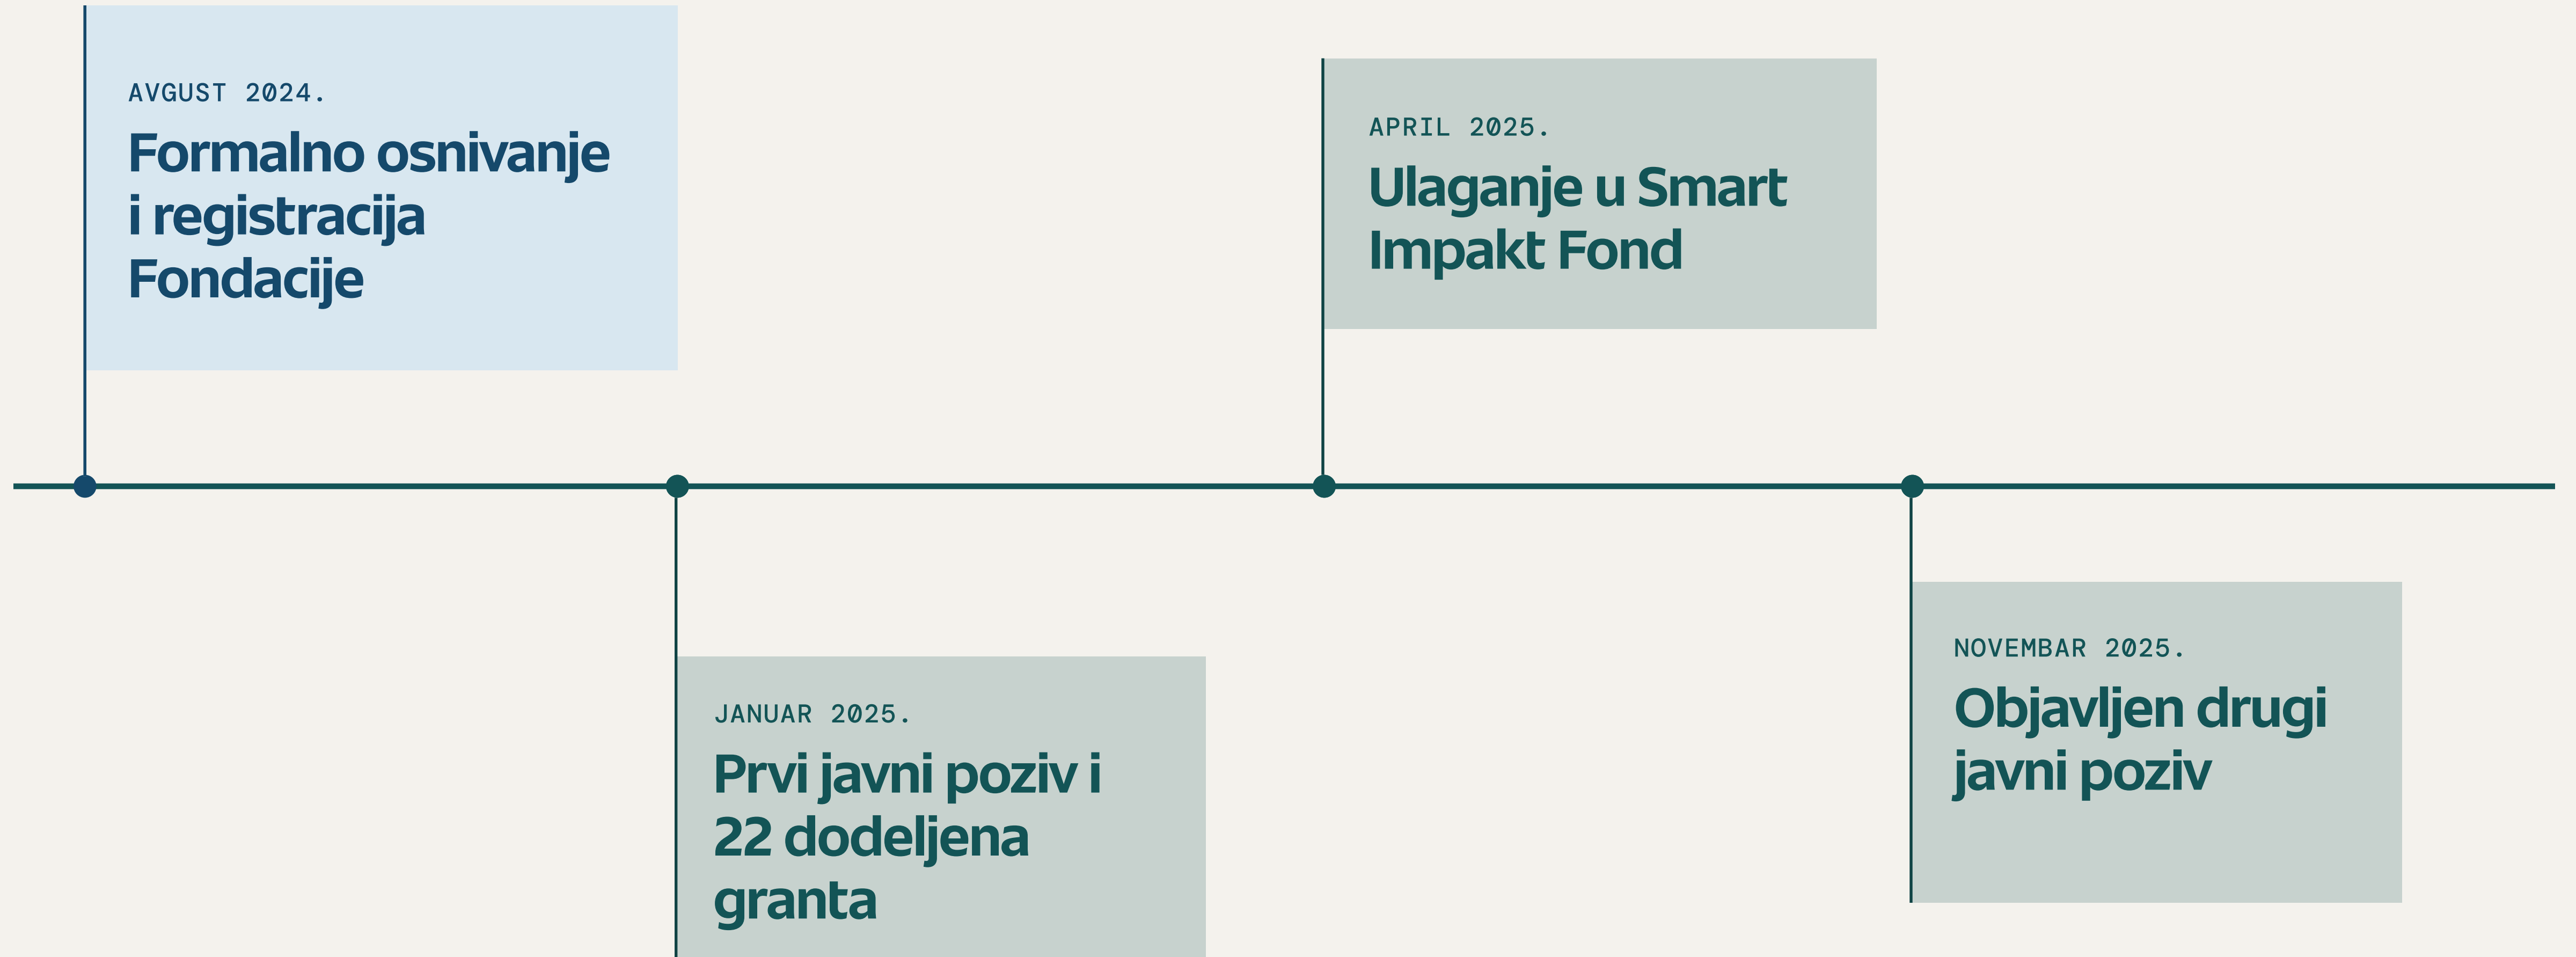 AVGUST 2024.
Formalno osnivanje
i registracija
Fondacije
JANUAR 2025.
Prvi javni poziv i
22 dodeljena
granta
APRIL 2025.
Ulaganje u Smart
Impakt Fond
NOVEMBAR 2025.
Objavljen drugi
javni poziv